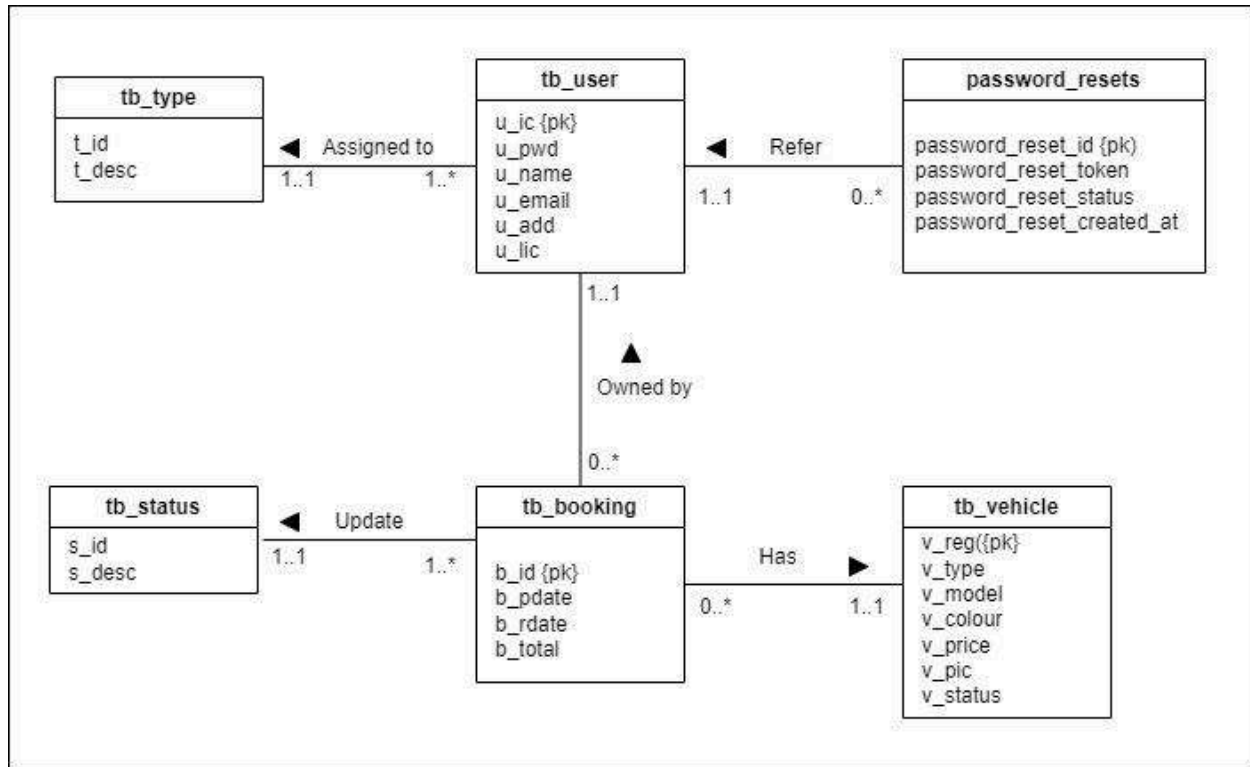 tb_type
t_id
t_desc
Assigned to
1..1
1..*
tb_user
u_ic {pk}
u_pwd
u_name
u_email
u_add
u_lic
Refer
1..1
0..*
password_resets
password_reset_id {pk)
password_reset_token
password_reset_status
password_reset_created_at
1..1
Owned by
0..*
tb_status
s_id
s_desc
Update
1..1
1..*
tb_booking
b_id {pk}
b_pdate
b_rdate
b_total
Has
0..*
1..1
tb_vehicle
v_reg({pk}
v_type
v_model
v_colour
v_price
v_pic
v_status